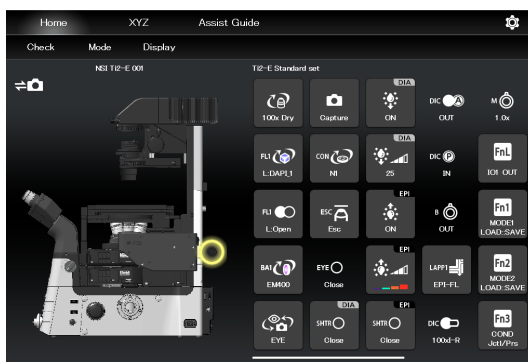 Home XYZ Assist Guide
Check Mode Display
NSI Ti2-E 001 Ti2-E Standard set
DIA
DIC A M
100x Dry Capture ON OUT 1.0x
DIA
FL1 CON DIC P FnL
L:DAPI_1 N1 25 IN IO1 OUT
EPI
FL1 ESC B Fn1
L:Open Esc ON OUT MODE1
LOAD:SAVE
EPI
BA1 EYE LAPP1 Fn2
EM400 Close EPI-FL MODE2
LOAD:SAVE
DIA EPI
SHTR SHTR DIC Fn3
EYE Close Close 100xI-R COND
Jctl/Prs